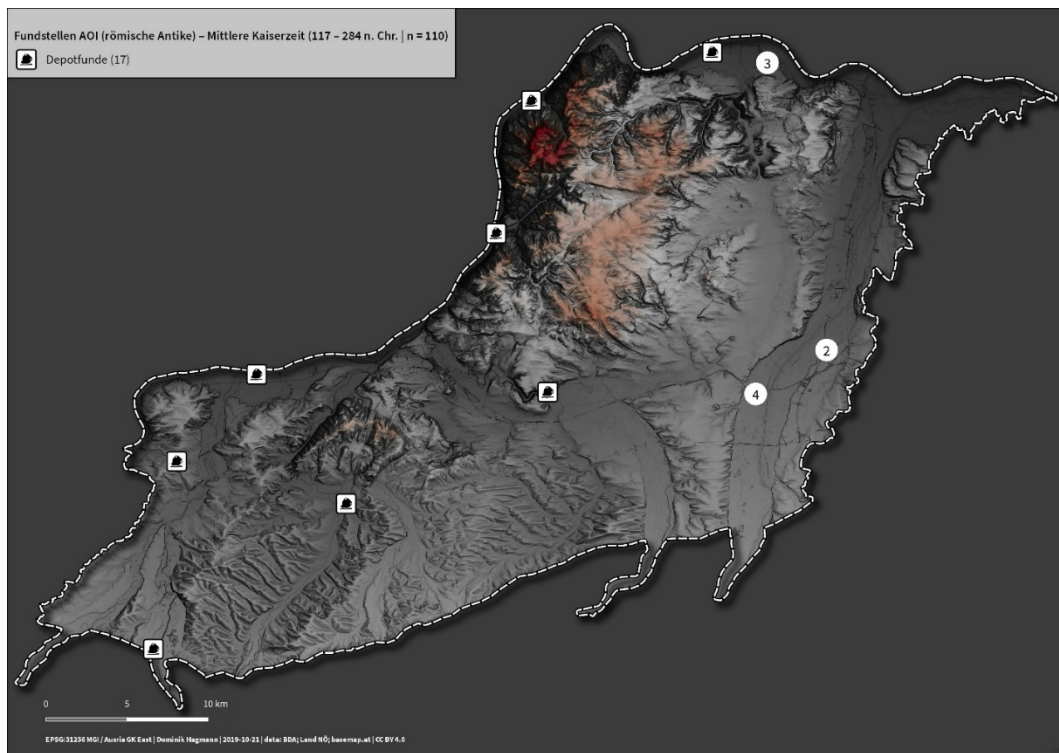 Fundstellen AOI (römische Antike) – Mittlere Kaiserzeit (117 – 284 n. Chr. | n = 110)
Depotfunde (17)
3
2
4
0 5 10 km
EPSG:31256 MGI / Ausria GK East | Dominik Hagmann | 2019-10-21 | data: BDA; Land NÖ; basemap.at | CC BY 4.0